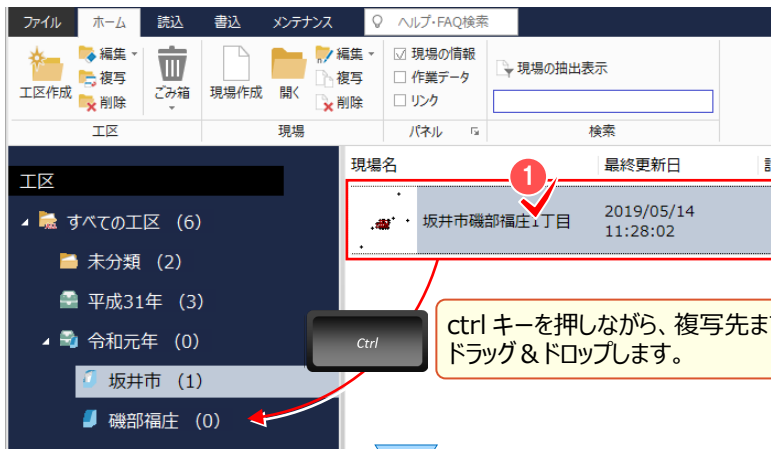 ファイル ホーム 読込 書込 メンテナンス ヘルプ・FAQ検索
工区作成 編集 複写 削除 ごみ箱
現場作成 開く 編集 複写 削除
現場の情報
作業データ
リンク
現場の抽出表示
工区 現場 パネル 検索
工区
すべての工区 (6)
未分類 (2)
平成31年 (3)
令和元年 (0)
坂井市 (1)
磯部福庄 (0)
現場名 最終更新日
1
坂井市磯部福庄1丁目 2019/05/14
11:28:02
Ctrl
ctrl キーを押しながら、複写先ま
ドラッグ&ドロップします。